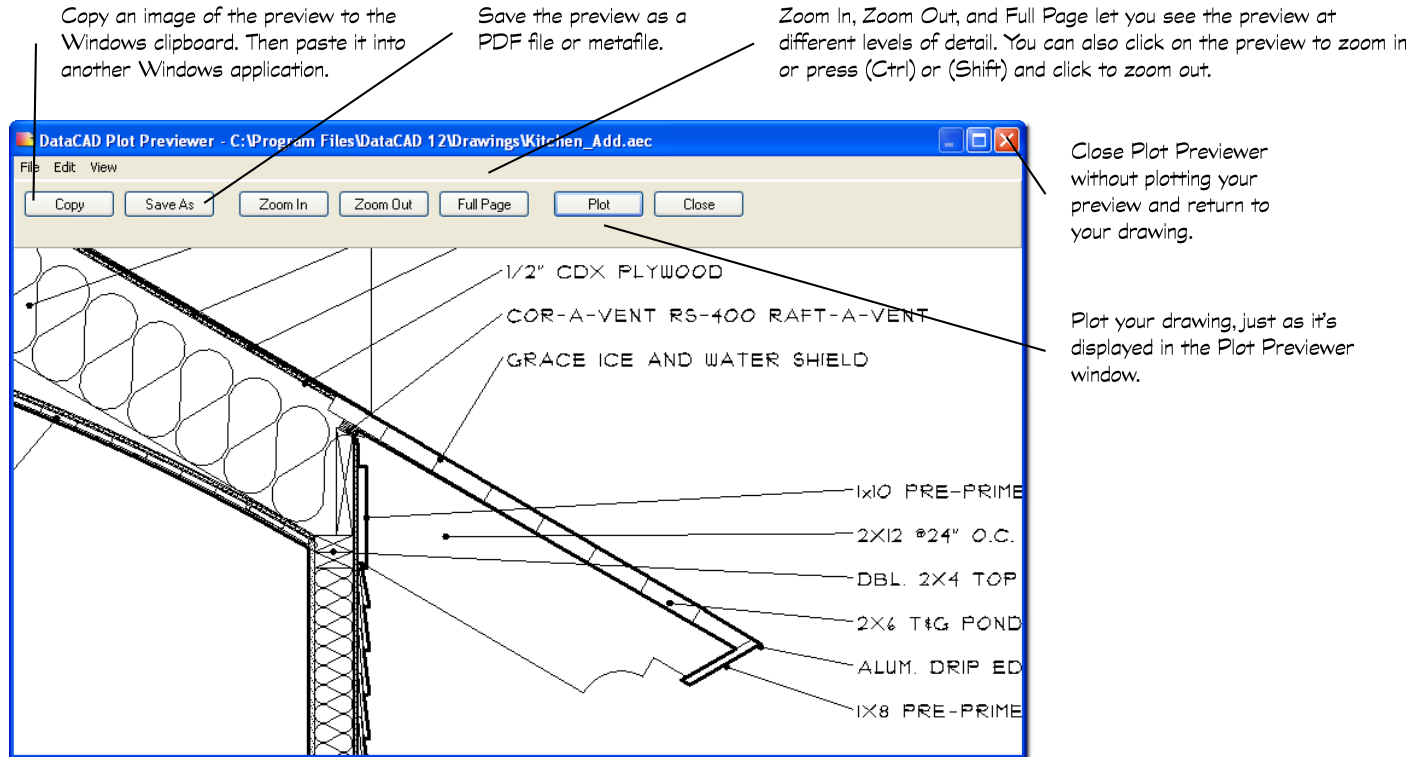 Copy an image of the preview to the
Windows clipboard. Then paste it into
another Windows application.
Save the preview as a
PDF file or metafile.
Zoom In, Zoom Out, and Full Page let you see the preview at
different levels of detail. You can also click on the preview to zoom in
or press (Ctrl) or (Shift) and click to zoom out.
DataCAD Plot Previewer - C:\Program Files\DataCAD 12\Drawings\Kitchen_Add.aec
File Edit View
Copy Save As Zoom In Zoom Out Full Page Plot Close
Close Plot Previewer
without plotting your
preview and return to
your drawing.
Plot your drawing, just as it's
displayed in the Plot Previewer
window.
1/2" CDX PLYWOOD
COR-A-VENT RS-400 RAFT-A-VENT
GRACE ICE AND WATER SHIELD
1x10 PRE-PRIME
2X12 @24" O.C.
DBL. 2X4 TOP
2X6 T&G POND
ALUM. DRIP ED
1X8 PRE-PRIME